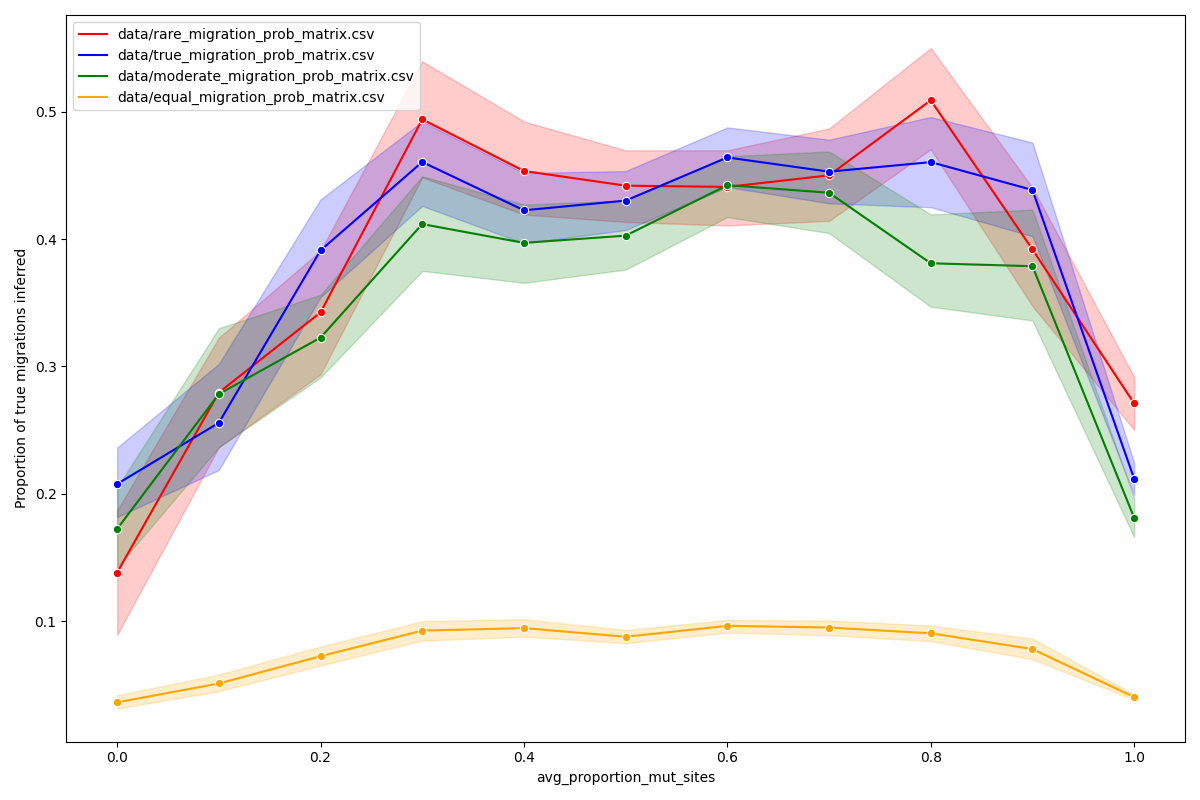 data/rare_migration_prob_matrix.csv
data/true_migration_prob_matrix.csv
data/moderate_migration_prob_matrix.csv
data/equal_migration_prob_matrix.csv
Proportion of true migrations inferred
0.5
0.4
0.3
0.2
0.1
0.0 0.2 0.4 0.6 0.8 1.0
avg_proportion_mut_sites